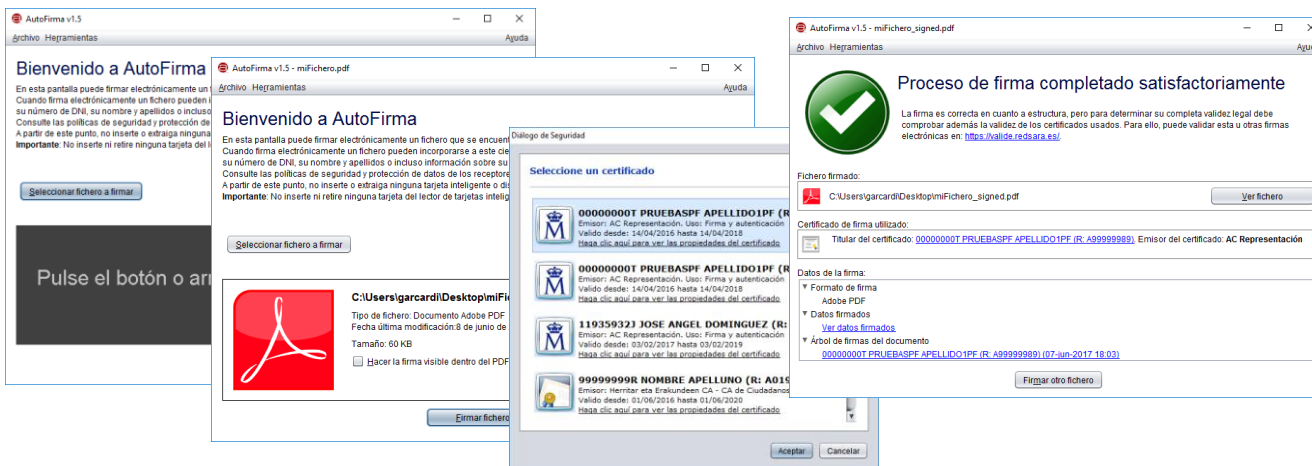 AutoFirma v1.5
Archivo Herramientas
Ayuda
Bienvenido a AutoFirma
En esta pantalla puede firmar electrónicamente un
Cuando firma electrónicamente un fichero pueden
su número de DNI, su nombre y apellidos o incluso
Consulte las políticas de seguridad y protección de
A partir de este punto, no inserte o extraiga ninguna
Importante: No inserte ni retire ninguna tarjeta del
Seleccionar fichero a firmar
Pulse el botón o
AutoFirma v1.5 - miFichero.pdf
Archivo Herramientas
Ayuda
Bienvenido a AutoFirma
En esta pantalla puede firmar electrónicamente un fichero que se
Cuando firma electrónicamente un fichero pueden incorporarse a este
su número de DNI, su nombre y apellidos o incluso información sobre su
Consulte las políticas de seguridad y protección de datos de los receptore
A partir de este punto, no inserte o extraiga ninguna tarjeta inteligente o
Importante: No inserte ni retire ninguna tarjeta del lector de tarjetas
Seleccionar fichero a firmar
C:\Users\garcardi\Desktop\miFi
Tipo de fichero: Documento Adobe PDF
Fecha última modificación:8 de junio de
Tamaño: 60 KB
Hacer la firma visible dentro del PDF
Firmar fichero
Diálogo de Seguridad
Seleccione un certificado
00000000T PRUEBASPF APELLIDO1PF (R
Emisor: AC Representación. Uso: Firma y autenticación
Valido desde: 14/04/2016 hasta 14/04/2018
Haga clic aquí para ver las propiedades del certificado
00000000T PRUEBASPF APELLIDO1PF (R
Emisor: AC Representación. Uso: Firma y autenticación
Valido desde: 14/04/2016 hasta 14/04/2018
Haga clic aquí para ver las propiedades del certificado
11935932J JOSE ANGEL DOMINGUEZ (R:
Emisor: AC Representación. Uso: Firma y autenticación
Valido desde: 03/02/2017 hasta 03/02/2019
Haga clic aquí para ver las propiedades del certificado
99999999R NOMBRE APELLUNO (R: A019
Emisor: Herritar eta Erakundeen CA - CA de Ciudadanos
Valido desde: 01/06/2016 hasta 01/06/2020
Haga clic aquí para ver las propiedades del certificado
Aceptar
Cancelar
AutoFirma v1.5 - miFichero_signed.pdf
Archivo Herramientas
Proceso de firma completado satisfactoriamente
La firma es correcta en cuanto a estructura, pero para determinar su completa validez legal debe
comprobar además la validez de los certificados usados. Para ello, puede validar esta u otras firmas
electrónicas en: https://valide.redsara.es/.
Fichero firmado:
C:\Users\garcardi\Desktop\miFichero_signed.pdf
Ver fichero
Certificado de firma utilizado:
Titular del certificado: 00000000T PRUEBASPF APELLIDO1PF (R: A99999989). Emisor del certificado: AC Representación
Datos de la firma:
Formato de firma
Adobe PDF
Datos firmados
Ver datos firmados
Árbol de firmas del documento
00000000T PRUEBASPF APELLIDO1PF (R: A99999989) (07-jun-2017 18:03)
Firmar otro fichero